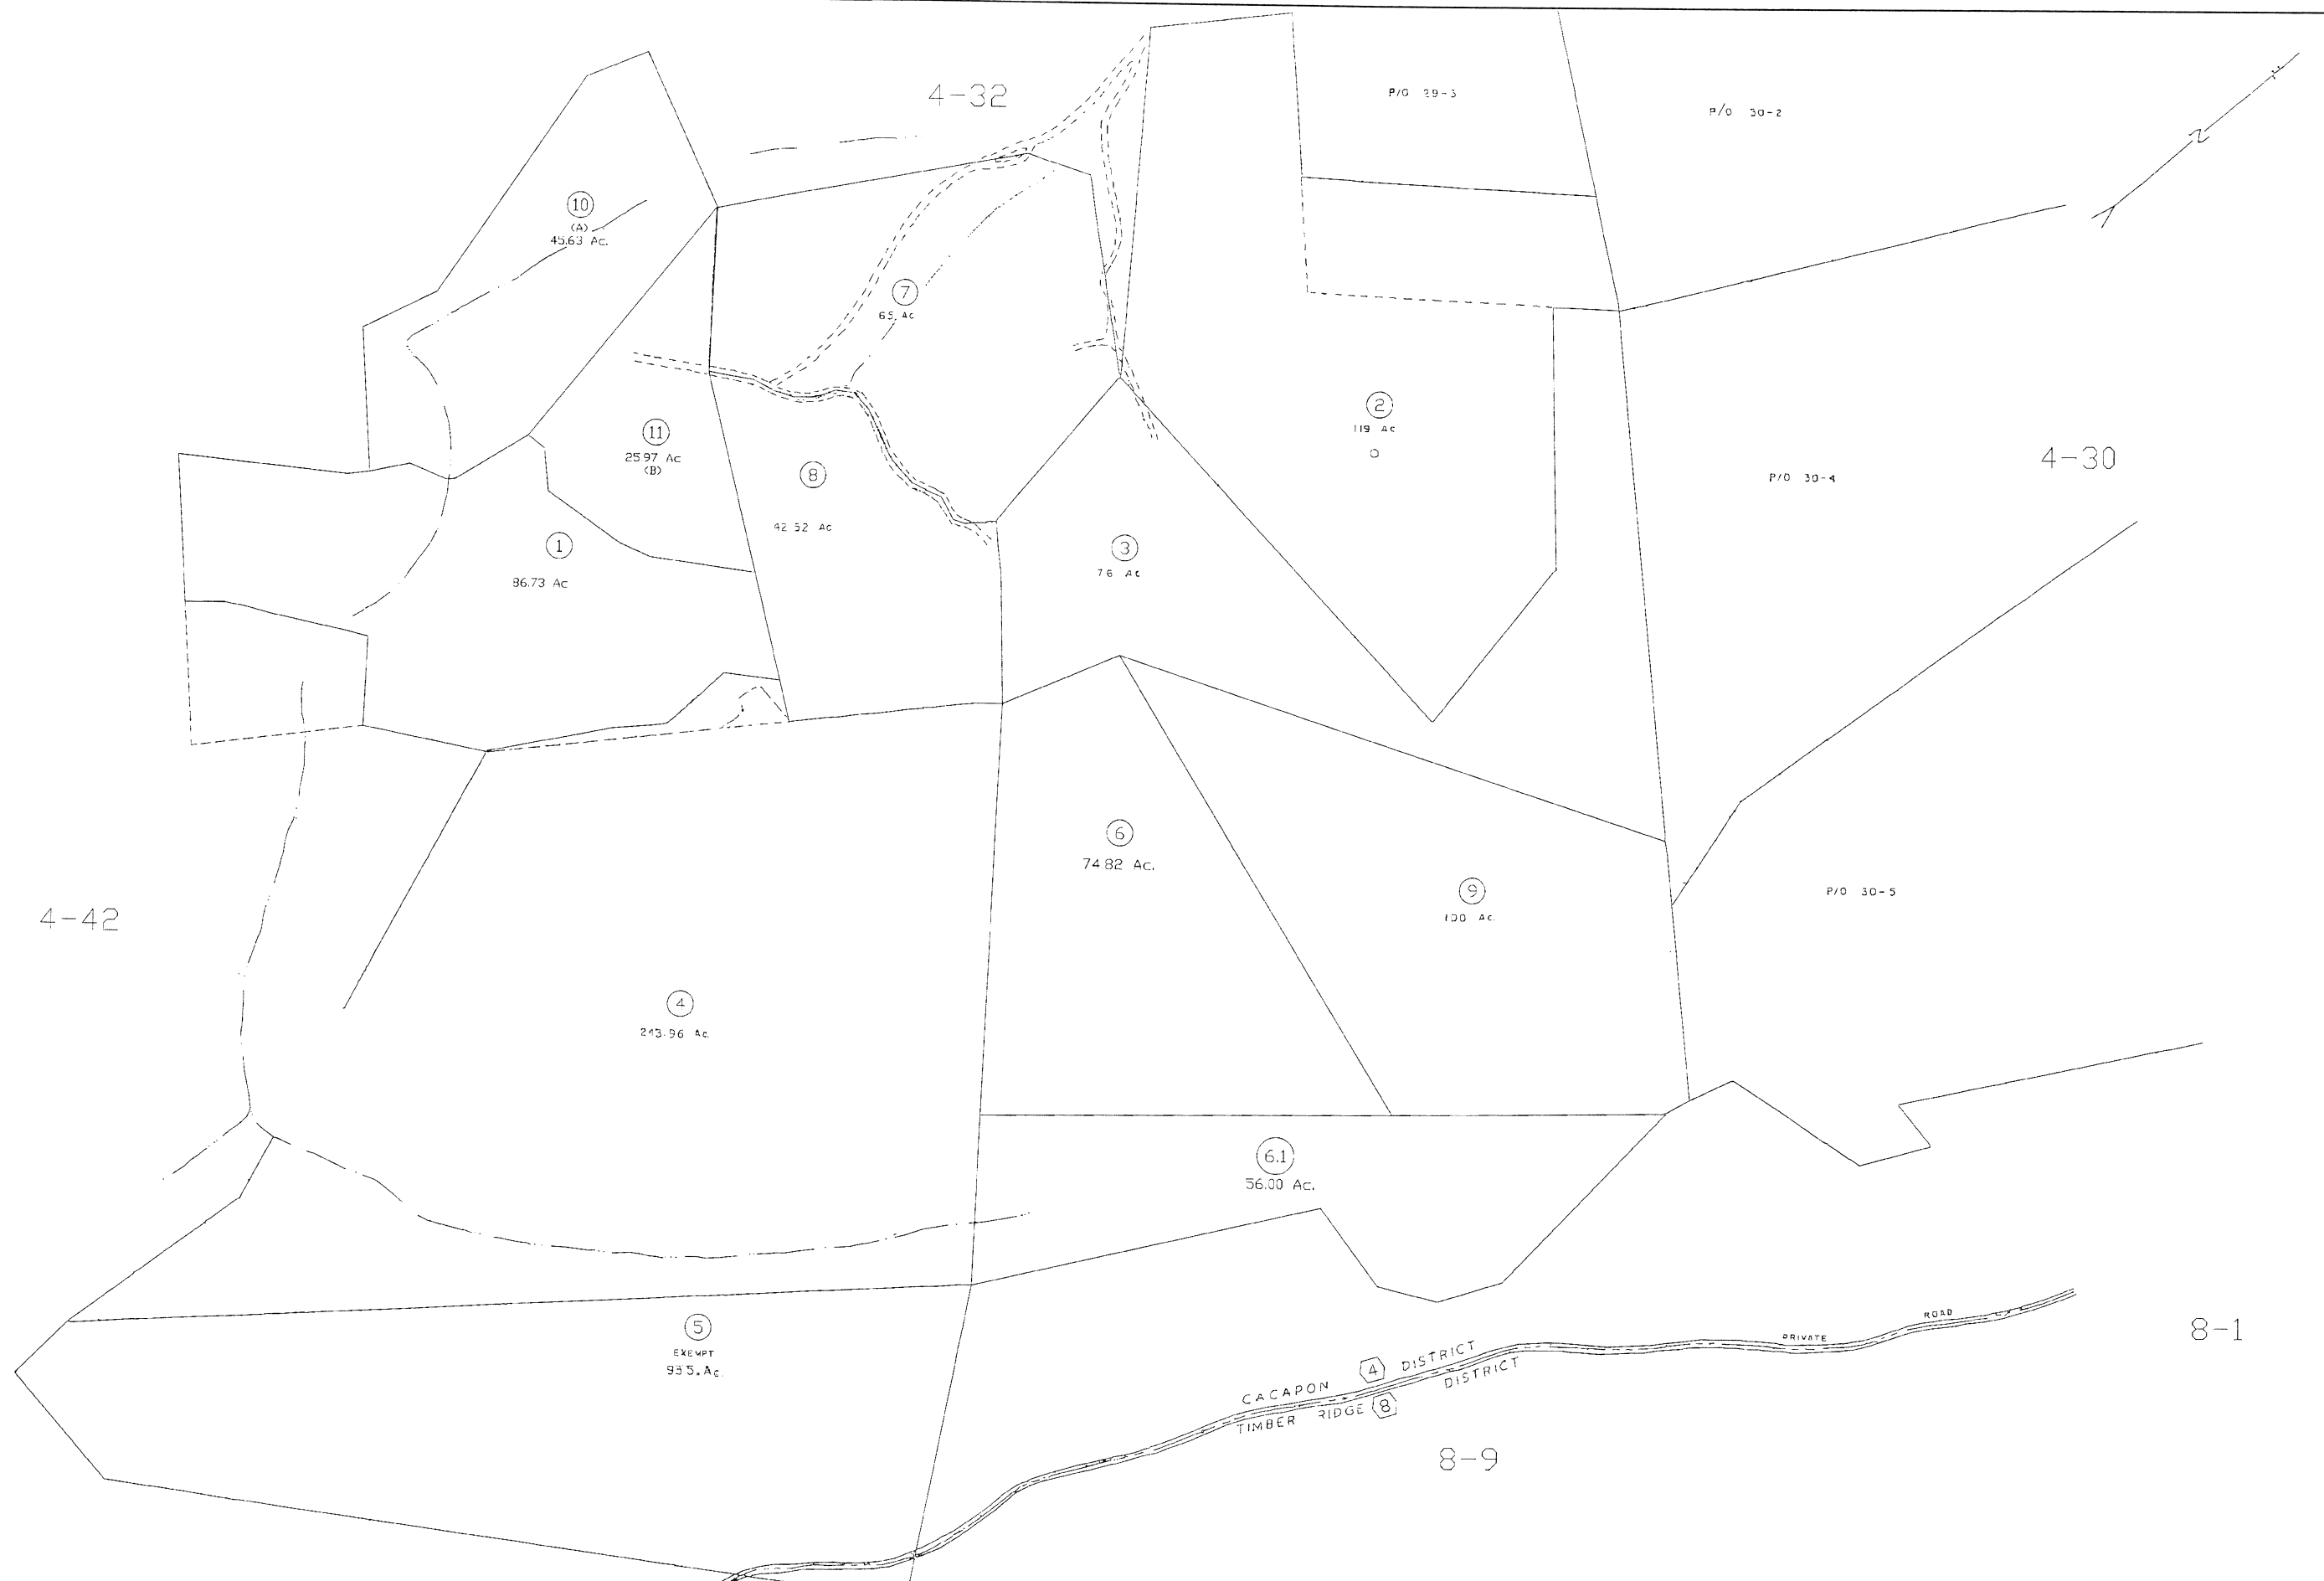 4-32
P/O 29-3
P/O 30-2
N
10
(A)
45.63 Ac.
7
65. Ac
11
25.97 Ac
(B)
2
119 Ac
4-30
8
42.52 Ac
P/O 30-4
1
86.73 Ac
3
76 Ac
6
74.82 Ac.
9
100 Ac.
P/O 30-5
4-42
4
243.96 Ac.
6.1
56.00 Ac.
5
EXEMPT
935. Ac.
CACAPON 4 DISTRICT
TIMBER RIDGE 8 DISTRICT
PRIVATE ROAD
8-1
8-9